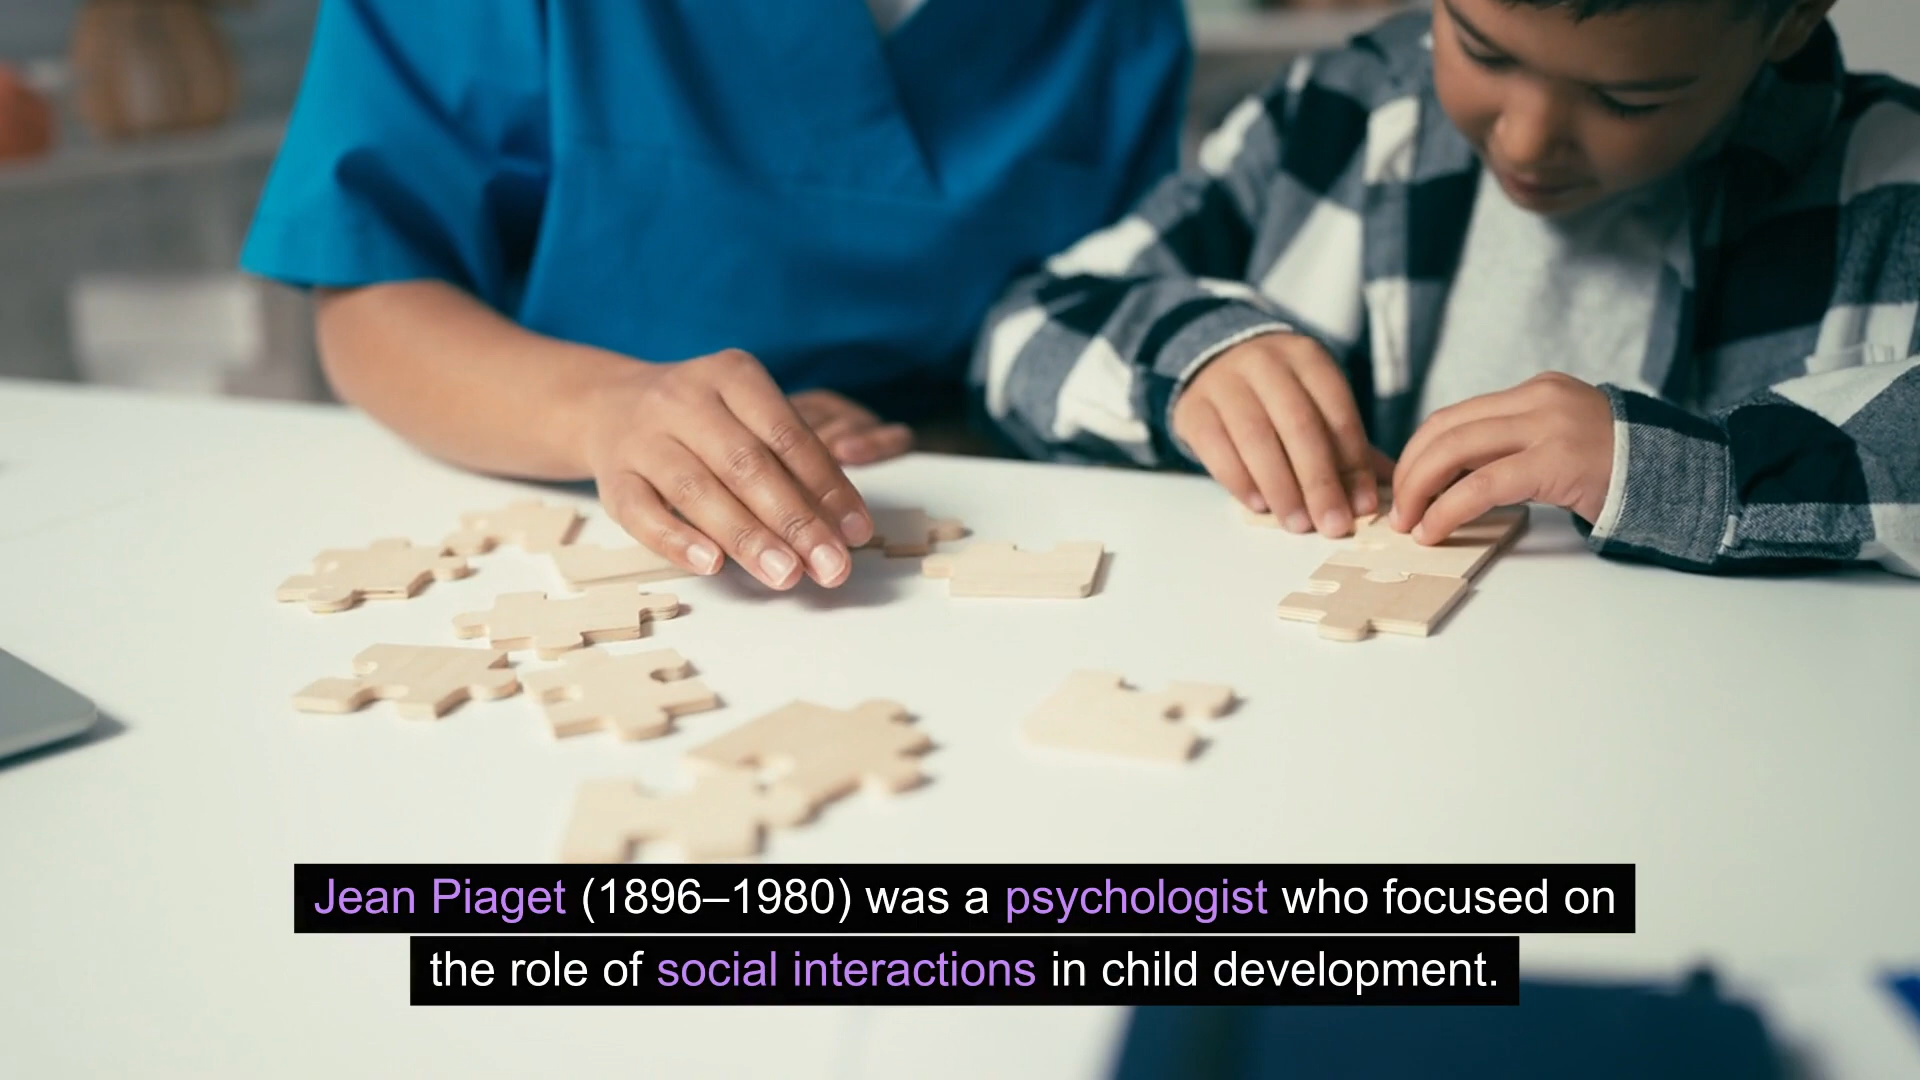 Jean Piaget (1896–1980) was a psychologist who focused on
the role of social interactions in child development.